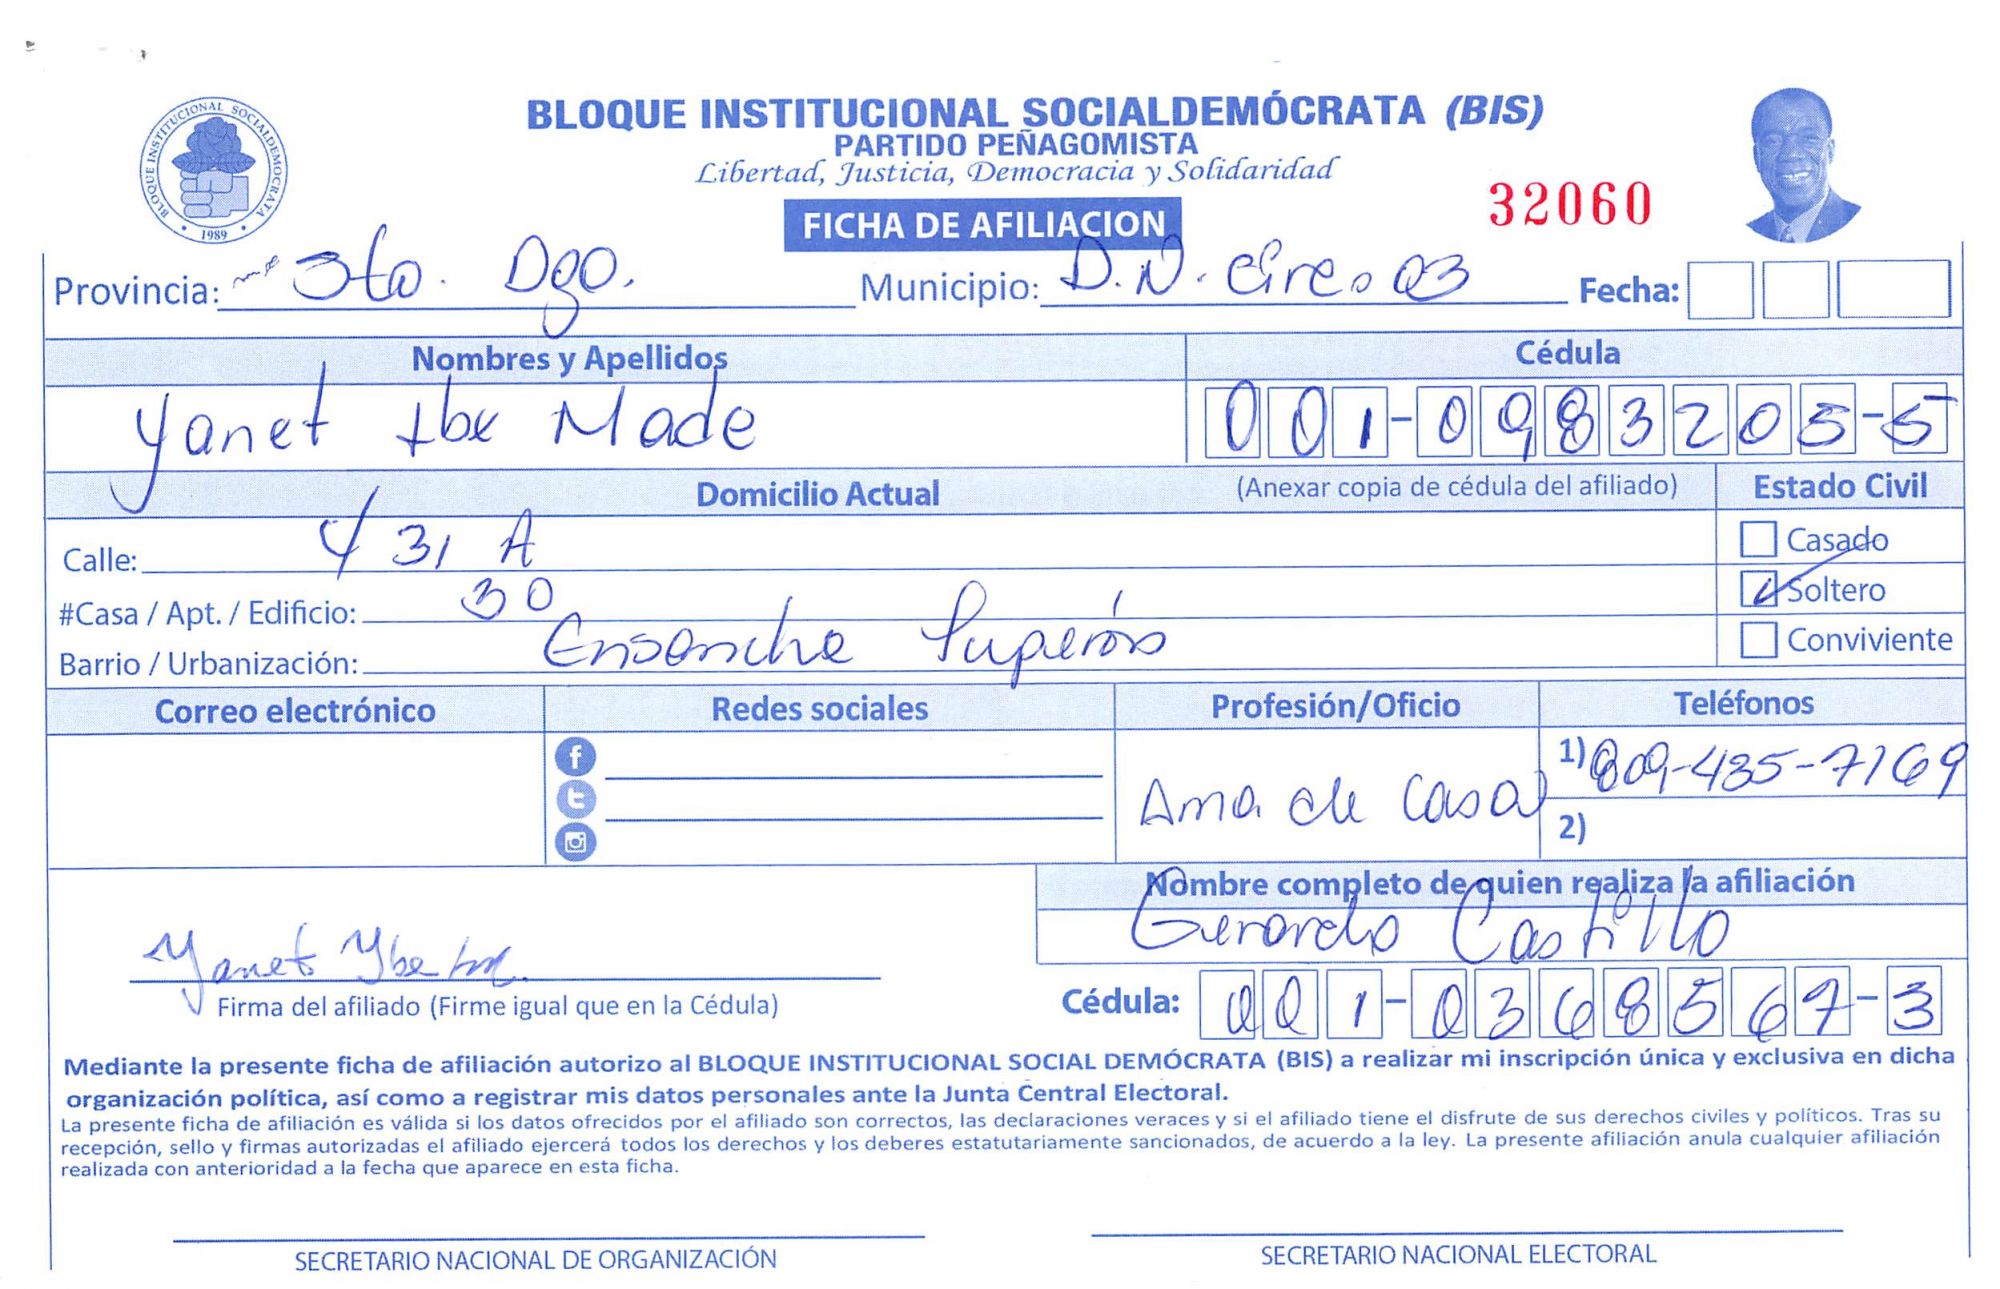 BLOQUE INSTITUCIONAL SOCIALDEMOCRATA
1989
BLOQUE INSTITUCIONAL SOCIALDEMÓCRATA (BIS)
PARTIDO PEÑAGOMISTA
Libertad, Justicia, Democracia y Solidaridad
32060
FICHA DE AFILIACION
Provincia: Sto. Dgo. Municipio: D.N. Circ. 03 Fecha:
Nombres y Apellidos Cédula
Yanet Ibe Made 001-0983205-5
Domicilio Actual (Anexar copia de cédula del afiliado) Estado Civil
Calle: 31 A Casado
#Casa / Apt. / Edificio: 30 Soltero
Barrio / Urbanización: Ensanche Conviviente
Correo electrónico Redes sociales Profesión/Oficio Teléfonos
1) 809-435-7169
Ama de Casa
2)
Nombre completo de quien realiza la afiliación
Gerardo Castillo
Yanet Ybe
Firma del afiliado (Firme igual que en la Cédula) Cédula: 001-0368567-3
Mediante la presente ficha de afiliación autorizo al BLOQUE INSTITUCIONAL SOCIAL DEMÓCRATA (BIS) a realizar mi inscripción única y exclusiva en dicha
organización política, así como a registrar mis datos personales ante la Junta Central Electoral.
La presente ficha de afiliación es válida si los datos ofrecidos por el afiliado son correctos, las declaraciones veraces y si el afiliado tiene el disfrute de sus derechos civiles y políticos. Tras su
recepción, sello y firmas autorizadas el afiliado ejercerá todos los derechos y los deberes estatutariamente sancionados, de acuerdo a la ley. La presente afiliación anula cualquier afiliación
realizada con anterioridad a la fecha que aparece en esta ficha.
SECRETARIO NACIONAL DE ORGANIZACIÓN SECRETARIO NACIONAL ELECTORAL